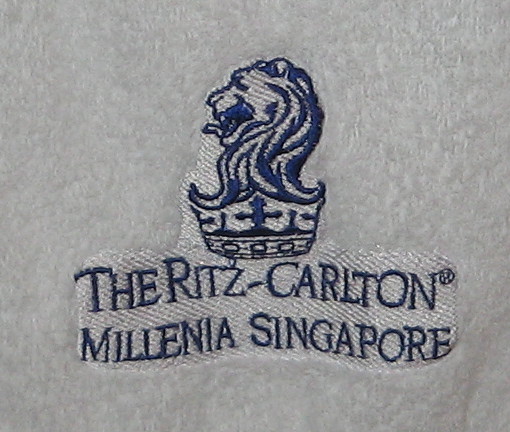 THE RITZ-CARLTON®
MILLENIA SINGAPORE